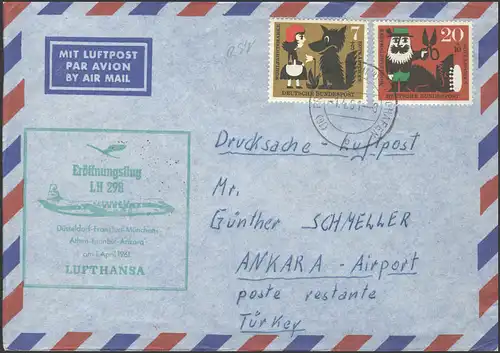 MIT LUFTPOST
PAR AVION
BY AIR MAIL
7
DEUTSCHE BUNDESPOST
20
DEUTSCHE BUNDESPOST
Drucksache - Luftpost
Eröffnungsflug
LH 298
Düsseldorf-Frankfurt-München-
Athen-Istanbul-Ankara
am 1. April 1961
LUFTHANSA
Mr.
Günther SCHMELLER
ANKARA - Airport
poste restante
Türkey